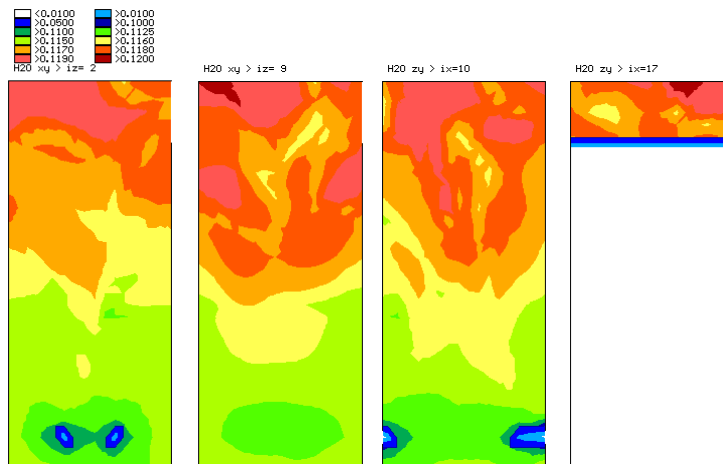 <0.0100 >0.0100
>0.0500 >0.1000
>0.1100 >0.1125
>0.1150 >0.1160
>0.1170 >0.1180
>0.1190 >0.1200
H2O xy > iz= 2
H2O xy > iz= 9
H2O zy > ix=10
H2O zy > ix=17